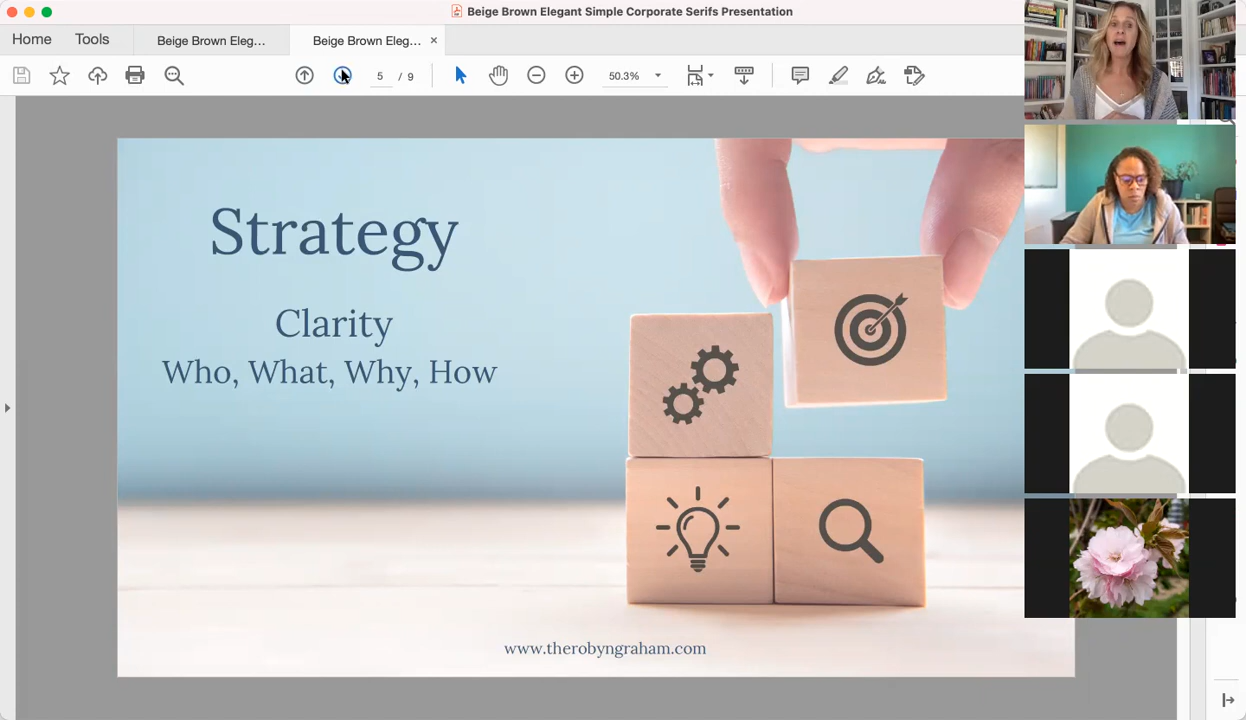 Beige Brown Elegant Simple Corporate Serifs Presentation
Home
Tools
Beige Brown Eleg...
Beige Brown Eleg...
×
5 / 9
50.3%
Strategy
Clarity
Who, What, Why, How
www.therobyngraham.com